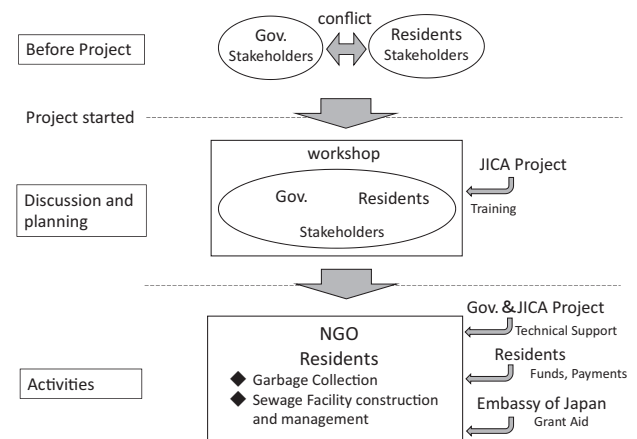 conflict
Before Project
Gov.
Stakeholders
Residents
Stakeholders
Project started
workshop
JICA Project
Training
Discussion and
planning
Gov.
Residents
Stakeholders
Gov. & JICA Project
Technical Support
NGO
Residents
Residents
Funds, Payments
Activities
◆ Garbage Collection
◆ Sewage Facility construction
and management
Embassy of Japan
Grant Aid